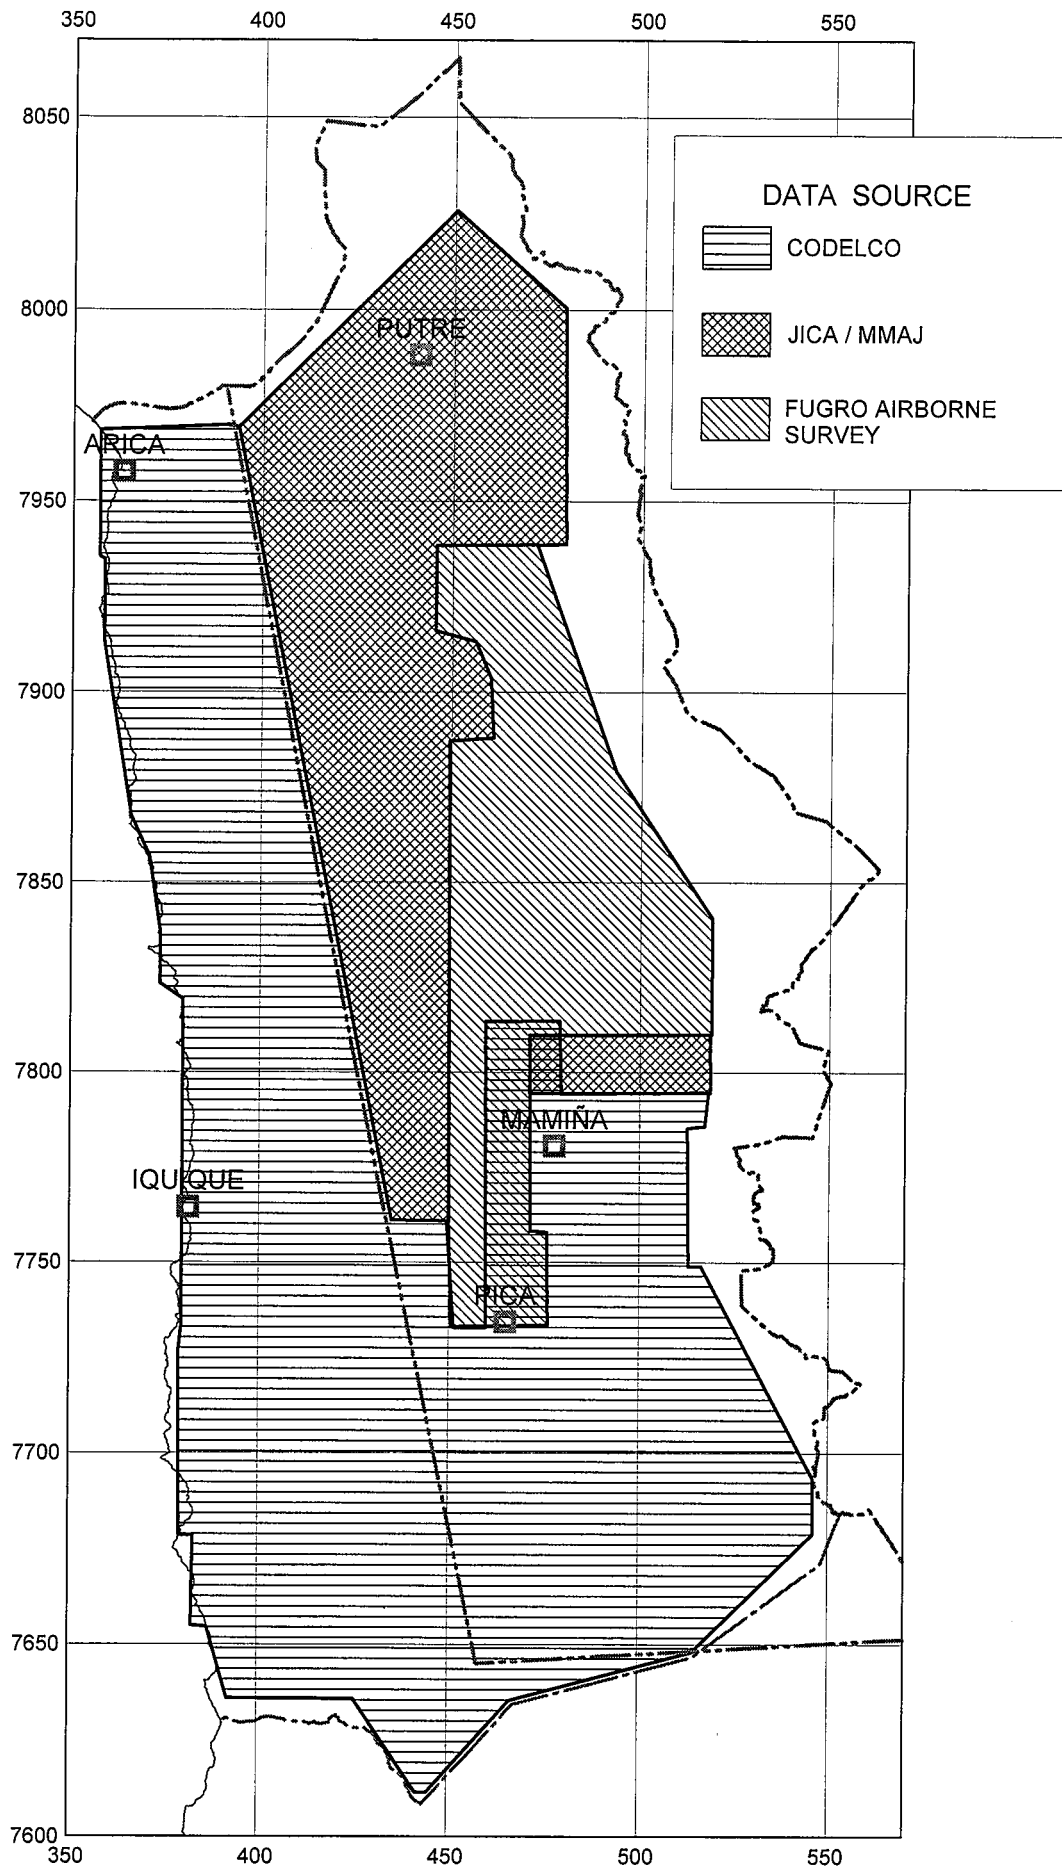 350 400 450 500 550
8050
DATA SOURCE
CODELCO
8000
PUTRE
JICA / MMAJ
FUGRO AIRBORNE
SURVEY
ARICA
7950
7900
7850
7800
MAMIÑA
IQUIQUE
7750
PICA
7700
7650
7600
350 400 450 500 550